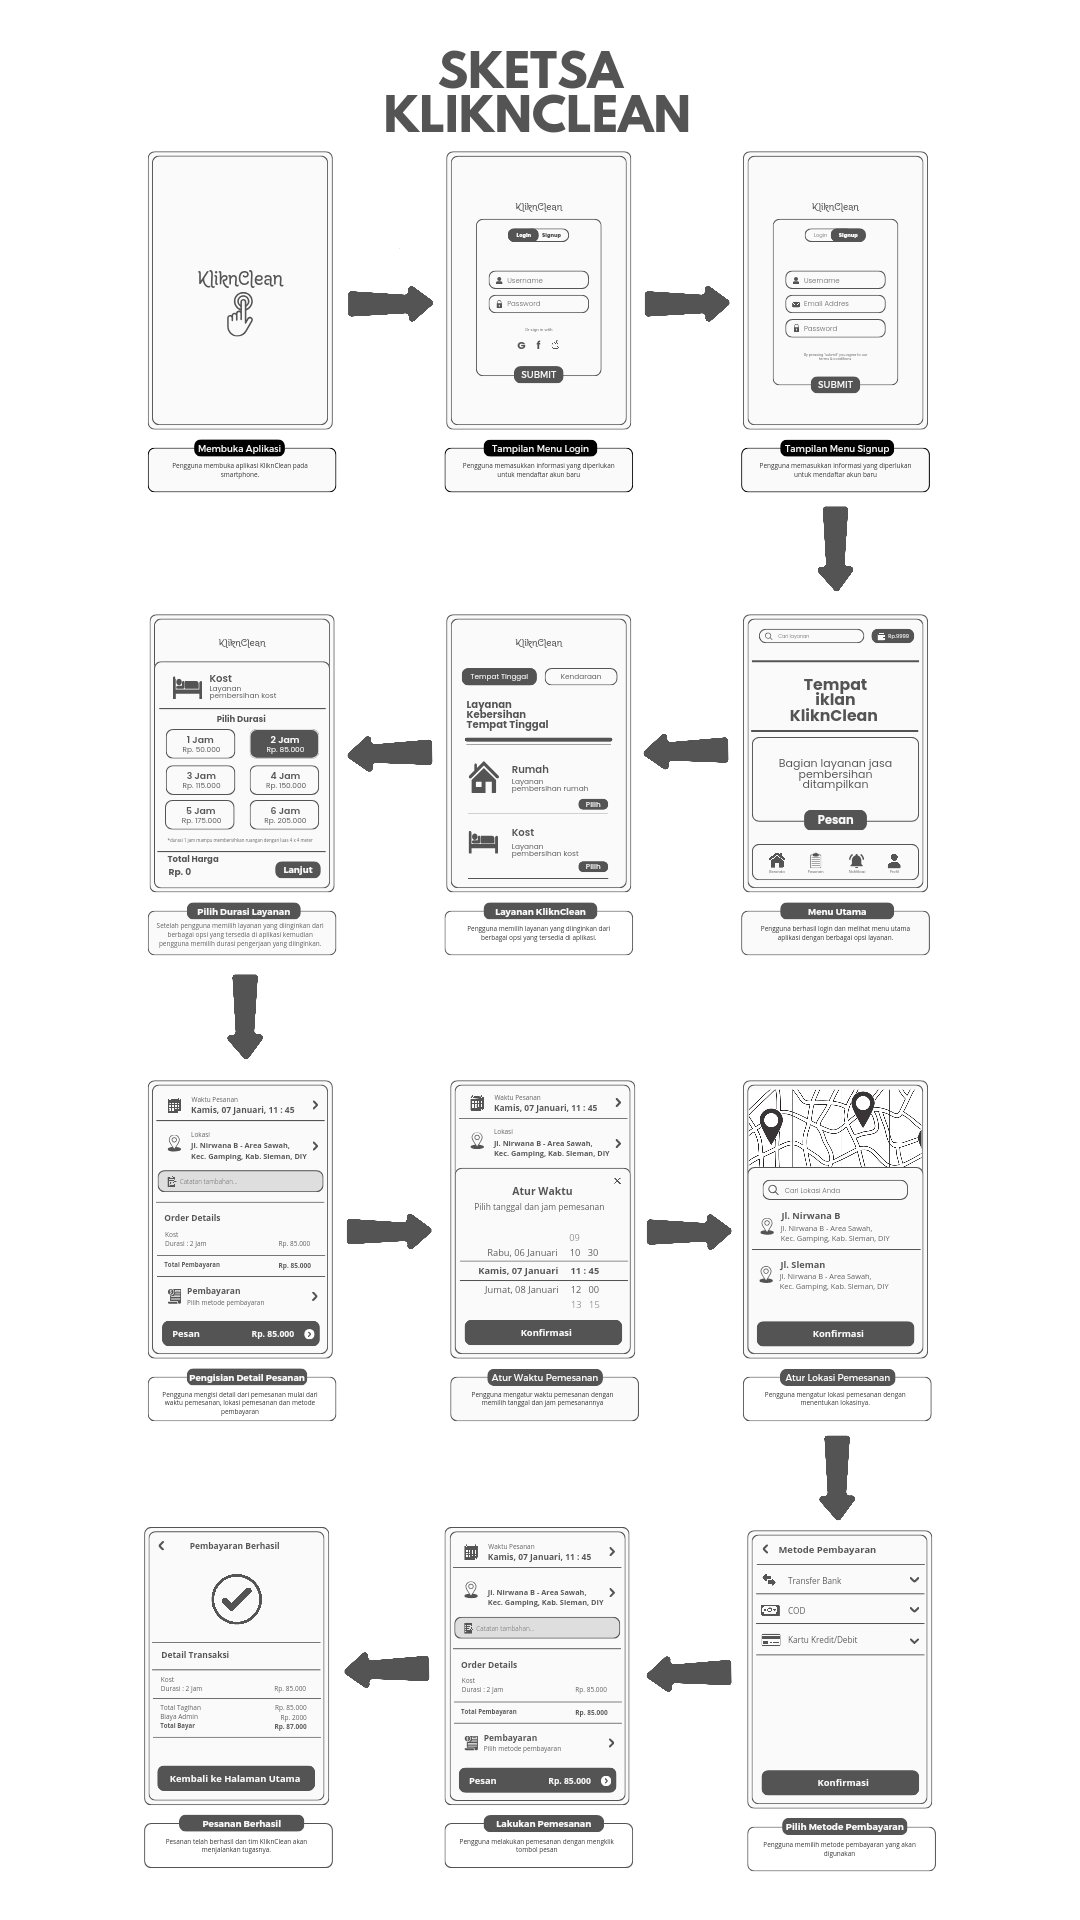 SKETSA
KLIKNCLEAN
KliknClean
Membuka Aplikasi
Pengguna membuka aplikasi KliknClean pada
smartphone.
KliknClean
Login Signup
Username
Password
Or sign in with
G f
SUBMIT
Tampilan Menu Login
Pengguna memasukkan informasi yang diperlukan
untuk mendaftar akun baru
KliknClean
Login Signup
Username
Email Addres
Password
By pressing "submit" you agree to our
terms & conditions
SUBMIT
Tampilan Menu Signup
Pengguna memasukkan informasi yang diperlukan
untuk mendaftar akun baru
Cari layanan
Rp.9999
Tempat
iklan
KliknClean
Bagian layanan jasa
pembersihan
ditampilkan
Pesan
Beranda Pesanan Notifikasi Profil
Menu Utama
Pengguna berhasil login dan melihat menu utama
aplikasi dengan berbagai opsi layanan.
KliknClean
Tempat Tinggal Kendaraan
Layanan
Kebersihan
Tempat Tinggal
Rumah
Layanan
pembersihan rumah
Pilih
Kost
Layanan
pembersihan kost
Pilih
Layanan KliknClean
Pengguna memilih layanan yang diinginkan dari
berbagai opsi yang tersedia di aplikasi.
KliknClean
Kost
Layanan
pembersihan kost
Pilih Durasi
1 Jam 2 Jam
Rp. 50.000 Rp. 85.000
3 Jam 4 Jam
Rp. 115.000 Rp. 150.000
5 Jam 6 Jam
Rp. 175.000 Rp. 205.000
*durasi 1 jam mampu membersihkan ruangan dengan luas 4 x 4 meter
Total Harga
Rp. 0
Lanjut
Pilih Durasi Layanan
Setelah pengguna memilih layanan yang diinginkan dari
berbagai opsi yang tersedia di aplikasi kemudian
pengguna memilih durasi pengerjaan yang diinginkan.
Waktu Pesanan
Kamis, 07 Januari, 11 : 45
Lokasi
Jl. Nirwana B - Area Sawah,
Kec. Gamping, Kab. Sleman, DIY
Catatan tambahan...
Order Details
Kost
Durasi : 2 jam Rp. 85.000
Total Pembayaran Rp. 85.000
Pembayaran
Pilih metode pembayaran
Pesan Rp. 85.000
Pengisian Detail Pesanan
Pengguna mengisi detail dari pemesanan mulai dari
waktu pemesanan, lokasi pemesanan dan metode
pembayaran
Waktu Pesanan
Kamis, 07 Januari, 11 : 45
Lokasi
Jl. Nirwana B - Area Sawah,
Kec. Gamping, Kab. Sleman, DIY
Atur Waktu
Pilih tanggal dan jam pemesanan
09
Rabu, 06 Januari 10 30
Kamis, 07 Januari 11 : 45
Jumat, 08 Januari 12 00
13 15
Konfirmasi
Atur Waktu Pemesanan
Pengguna mengatur waktu pemesanan dengan
memilih tanggal dan jam pemesanannya
Cari Lokasi Anda
Jl. Nirwana B
Jl. Nirwana B - Area Sawah,
Kec. Gamping, Kab. Sleman, DIY
Jl. Sleman
Jl. Nirwana B - Area Sawah,
Kec. Gamping, Kab. Sleman, DIY
Konfirmasi
Atur Lokasi Pemesanan
Pengguna mengatur lokasi pemesanan dengan
menentukan lokasinya.
Metode Pembayaran
Transfer Bank
COD
Kartu Kredit/Debit
Konfirmasi
Pilih Metode Pembayaran
Pengguna memilih metode pembayaran yang akan
digunakan
Waktu Pesanan
Kamis, 07 Januari, 11 : 45
Jl. Nirwana B - Area Sawah,
Kec. Gamping, Kab. Sleman, DIY
Catatan tambahan...
Order Details
Kost
Durasi : 2 jam Rp. 85.000
Total Pembayaran Rp. 85.000
Pembayaran
Pilih metode pembayaran
Pesan Rp. 85.000
Lakukan Pemesanan
Pengguna melakukan pemesanan dengan mengklik
tombol pesan
Pembayaran Berhasil
Detail Transaksi
Kost
Durasi : 2 jam Rp. 85.000
Total Tagihan Rp. 85.000
Biaya Admin Rp. 2000
Total Bayar Rp. 87.000
Kembali ke Halaman Utama
Pesanan Berhasil
Pesanan telah berhasil dan tim KliknClean akan
menjalankan tugasnya.